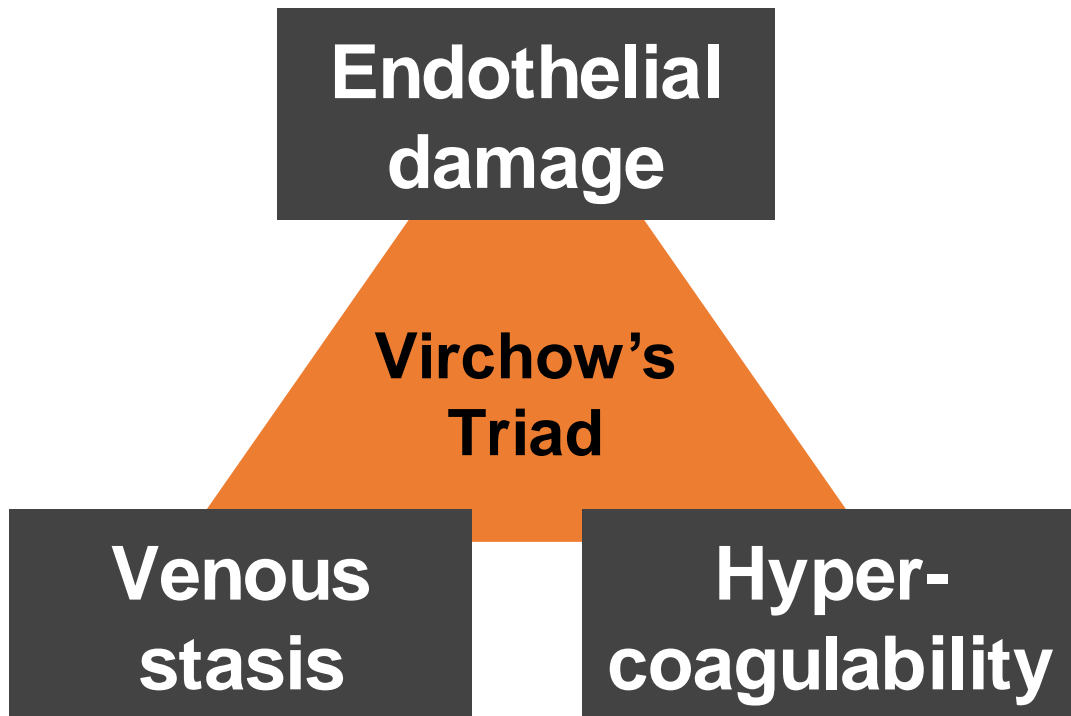 Endothelial
damage
Virchow’s
Triad
Venous
stasis
Hyper-
coagulability